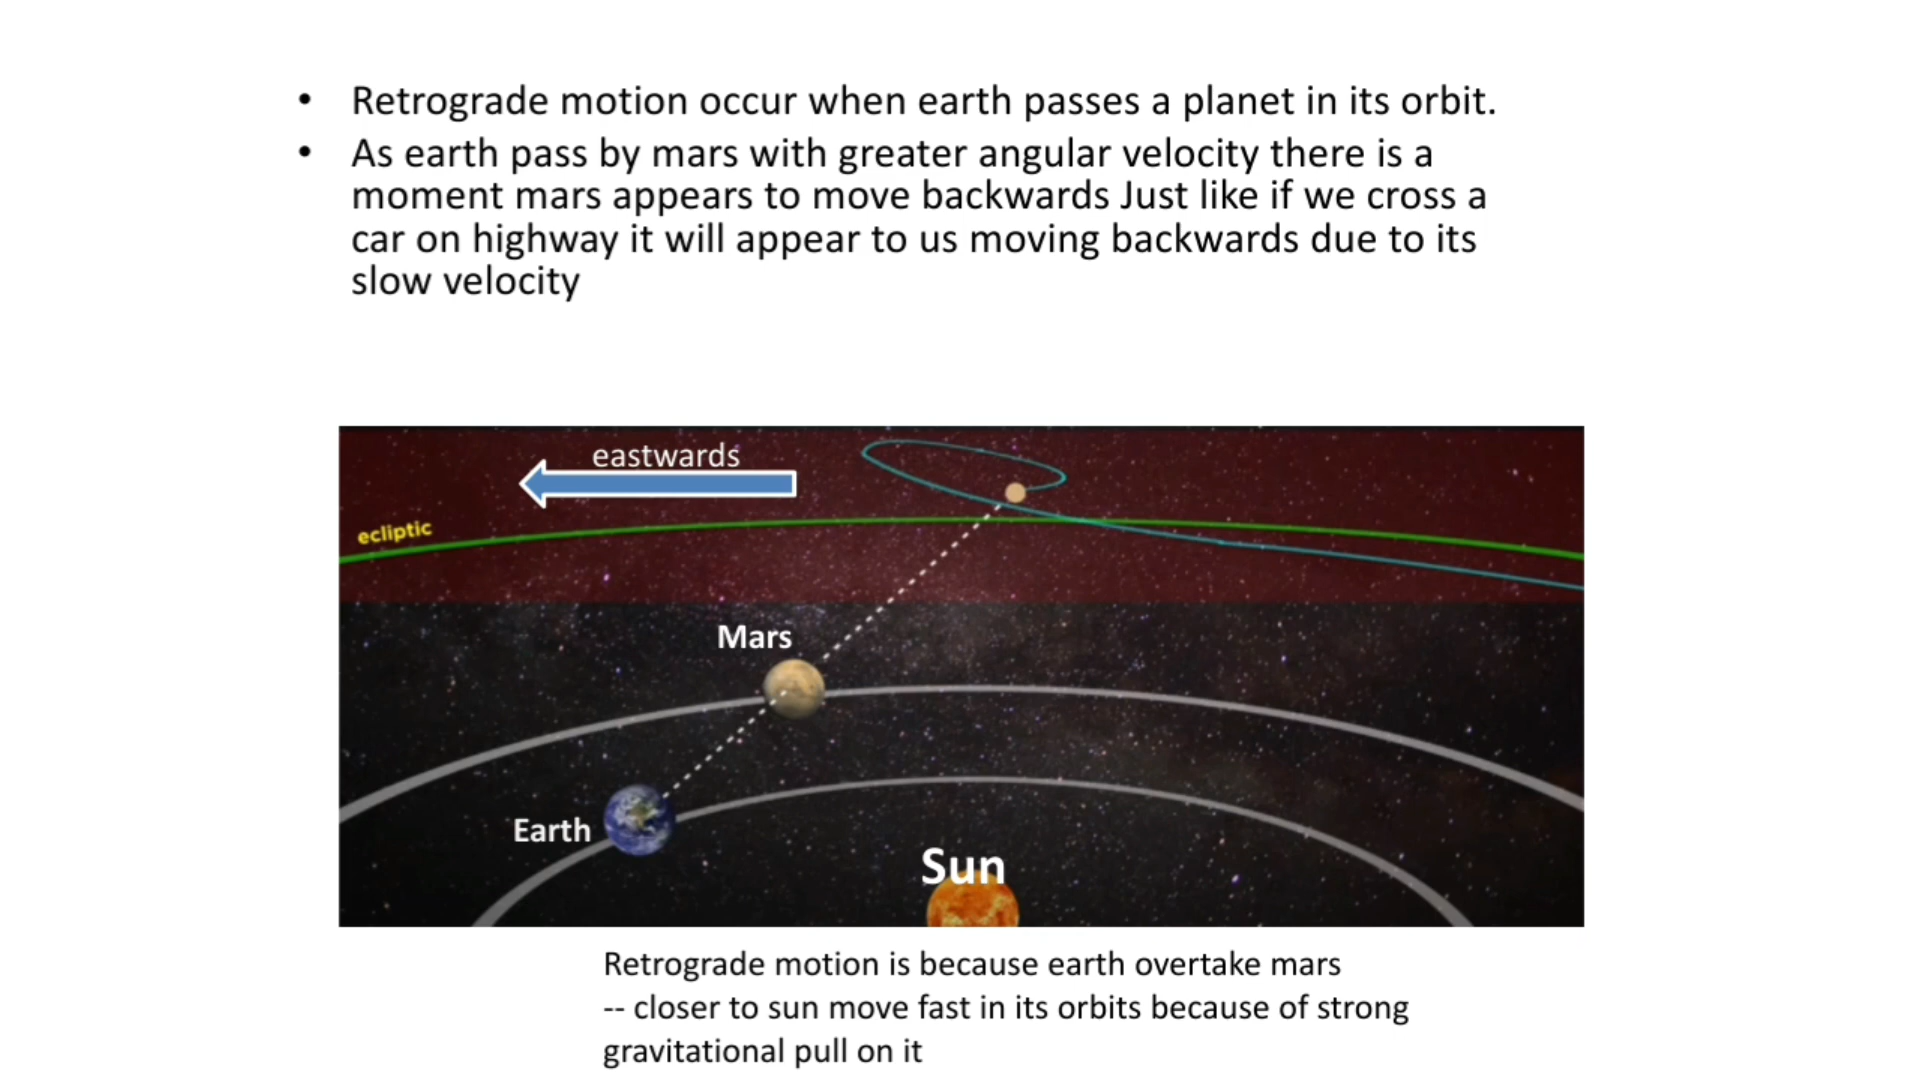 • Retrograde motion occur when earth passes a planet in its orbit.
• As earth pass by mars with greater angular velocity there is a
moment mars appears to move backwards Just like if we cross a
car on highway it will appear to us moving backwards due to its
slow velocity
eastwards
ecliptic
Mars
Earth
Sun
Retrograde motion is because earth overtake mars
-- closer to sun move fast in its orbits because of strong
gravitational pull on it